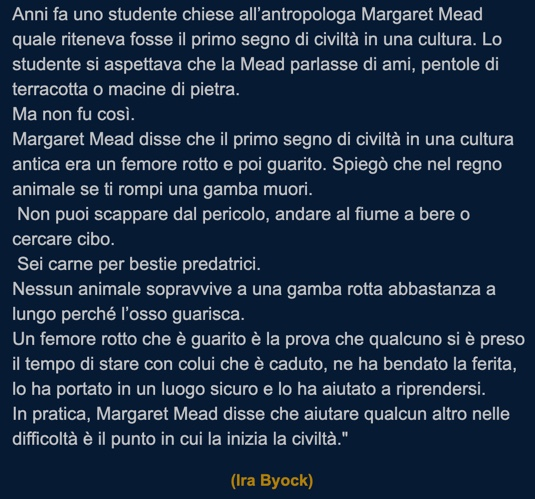 Anni fa uno studente chiese all’antropologa Margaret Mead
quale riteneva fosse il primo segno di civiltà in una cultura. Lo
studente si aspettava che la Mead parlasse di ami, pentole di
terracotta o macine di pietra.
Ma non fu così.
Margaret Mead disse che il primo segno di civiltà in una cultura
antica era un femore rotto e poi guarito. Spiegò che nel regno
animale se ti rompi una gamba muori.
Non puoi scappare dal pericolo, andare al fiume a bere o
cercare cibo.
Sei carne per bestie predatrici.
Nessun animale sopravvive a una gamba rotta abbastanza a
lungo perché l’osso guarisca.
Un femore rotto che è guarito è la prova che qualcuno si è preso
il tempo di stare con colui che è caduto, ne ha bendato la ferita,
lo ha portato in un luogo sicuro e lo ha aiutato a riprendersi.
In pratica, Margaret Mead disse che aiutare qualcun altro nelle
difficoltà è il punto in cui la inizia la civiltà."
(Ira Byock)